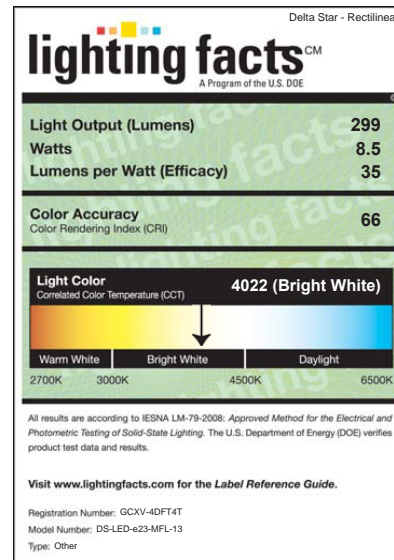 Delta Star - Rectilinea
lighting facts CM
A Program of the U.S. DOE
Light Output (Lumens) 299
Watts 8.5
Lumens per Watt (Efficacy) 35
Color Accuracy
Color Rendering Index (CRI) 66
Light Color
Correlated Color Temperature (CCT) 4022 (Bright White)
Warm White Bright White Daylight
2700K 3000K 4500K 6500K
All results are according to IESNA LM-79-2008: Approved Method for the Electrical and
Photometric Testing of Solid-State Lighting. The U.S. Department of Energy (DOE) verifies
product test data and results.
Visit www.lightingfacts.com for the Label Reference Guide.
Registration Number: GCXV-4DFT4T
Model Number: DS-LED-e23-MFL-13
Type: Other